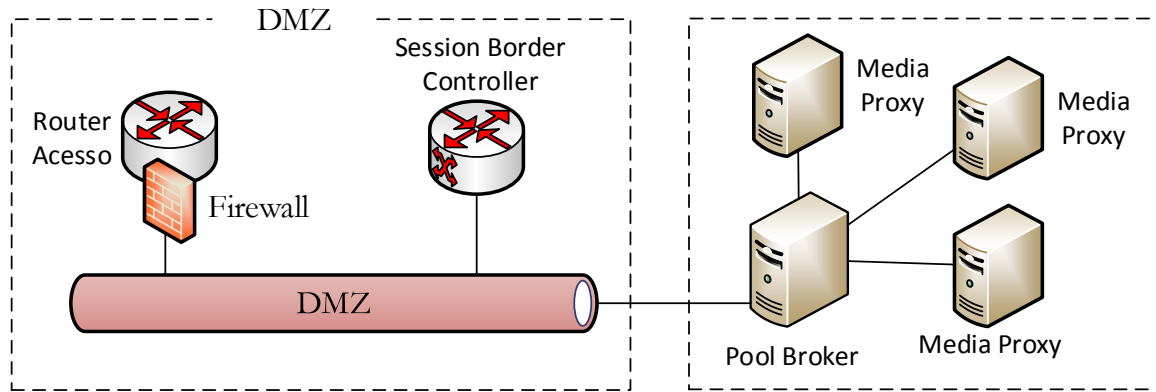 DMZ
Session Border
Controller
Router
Acesso
Firewall
DMZ
Media
Proxy
Media
Proxy
Pool Broker
Media Proxy